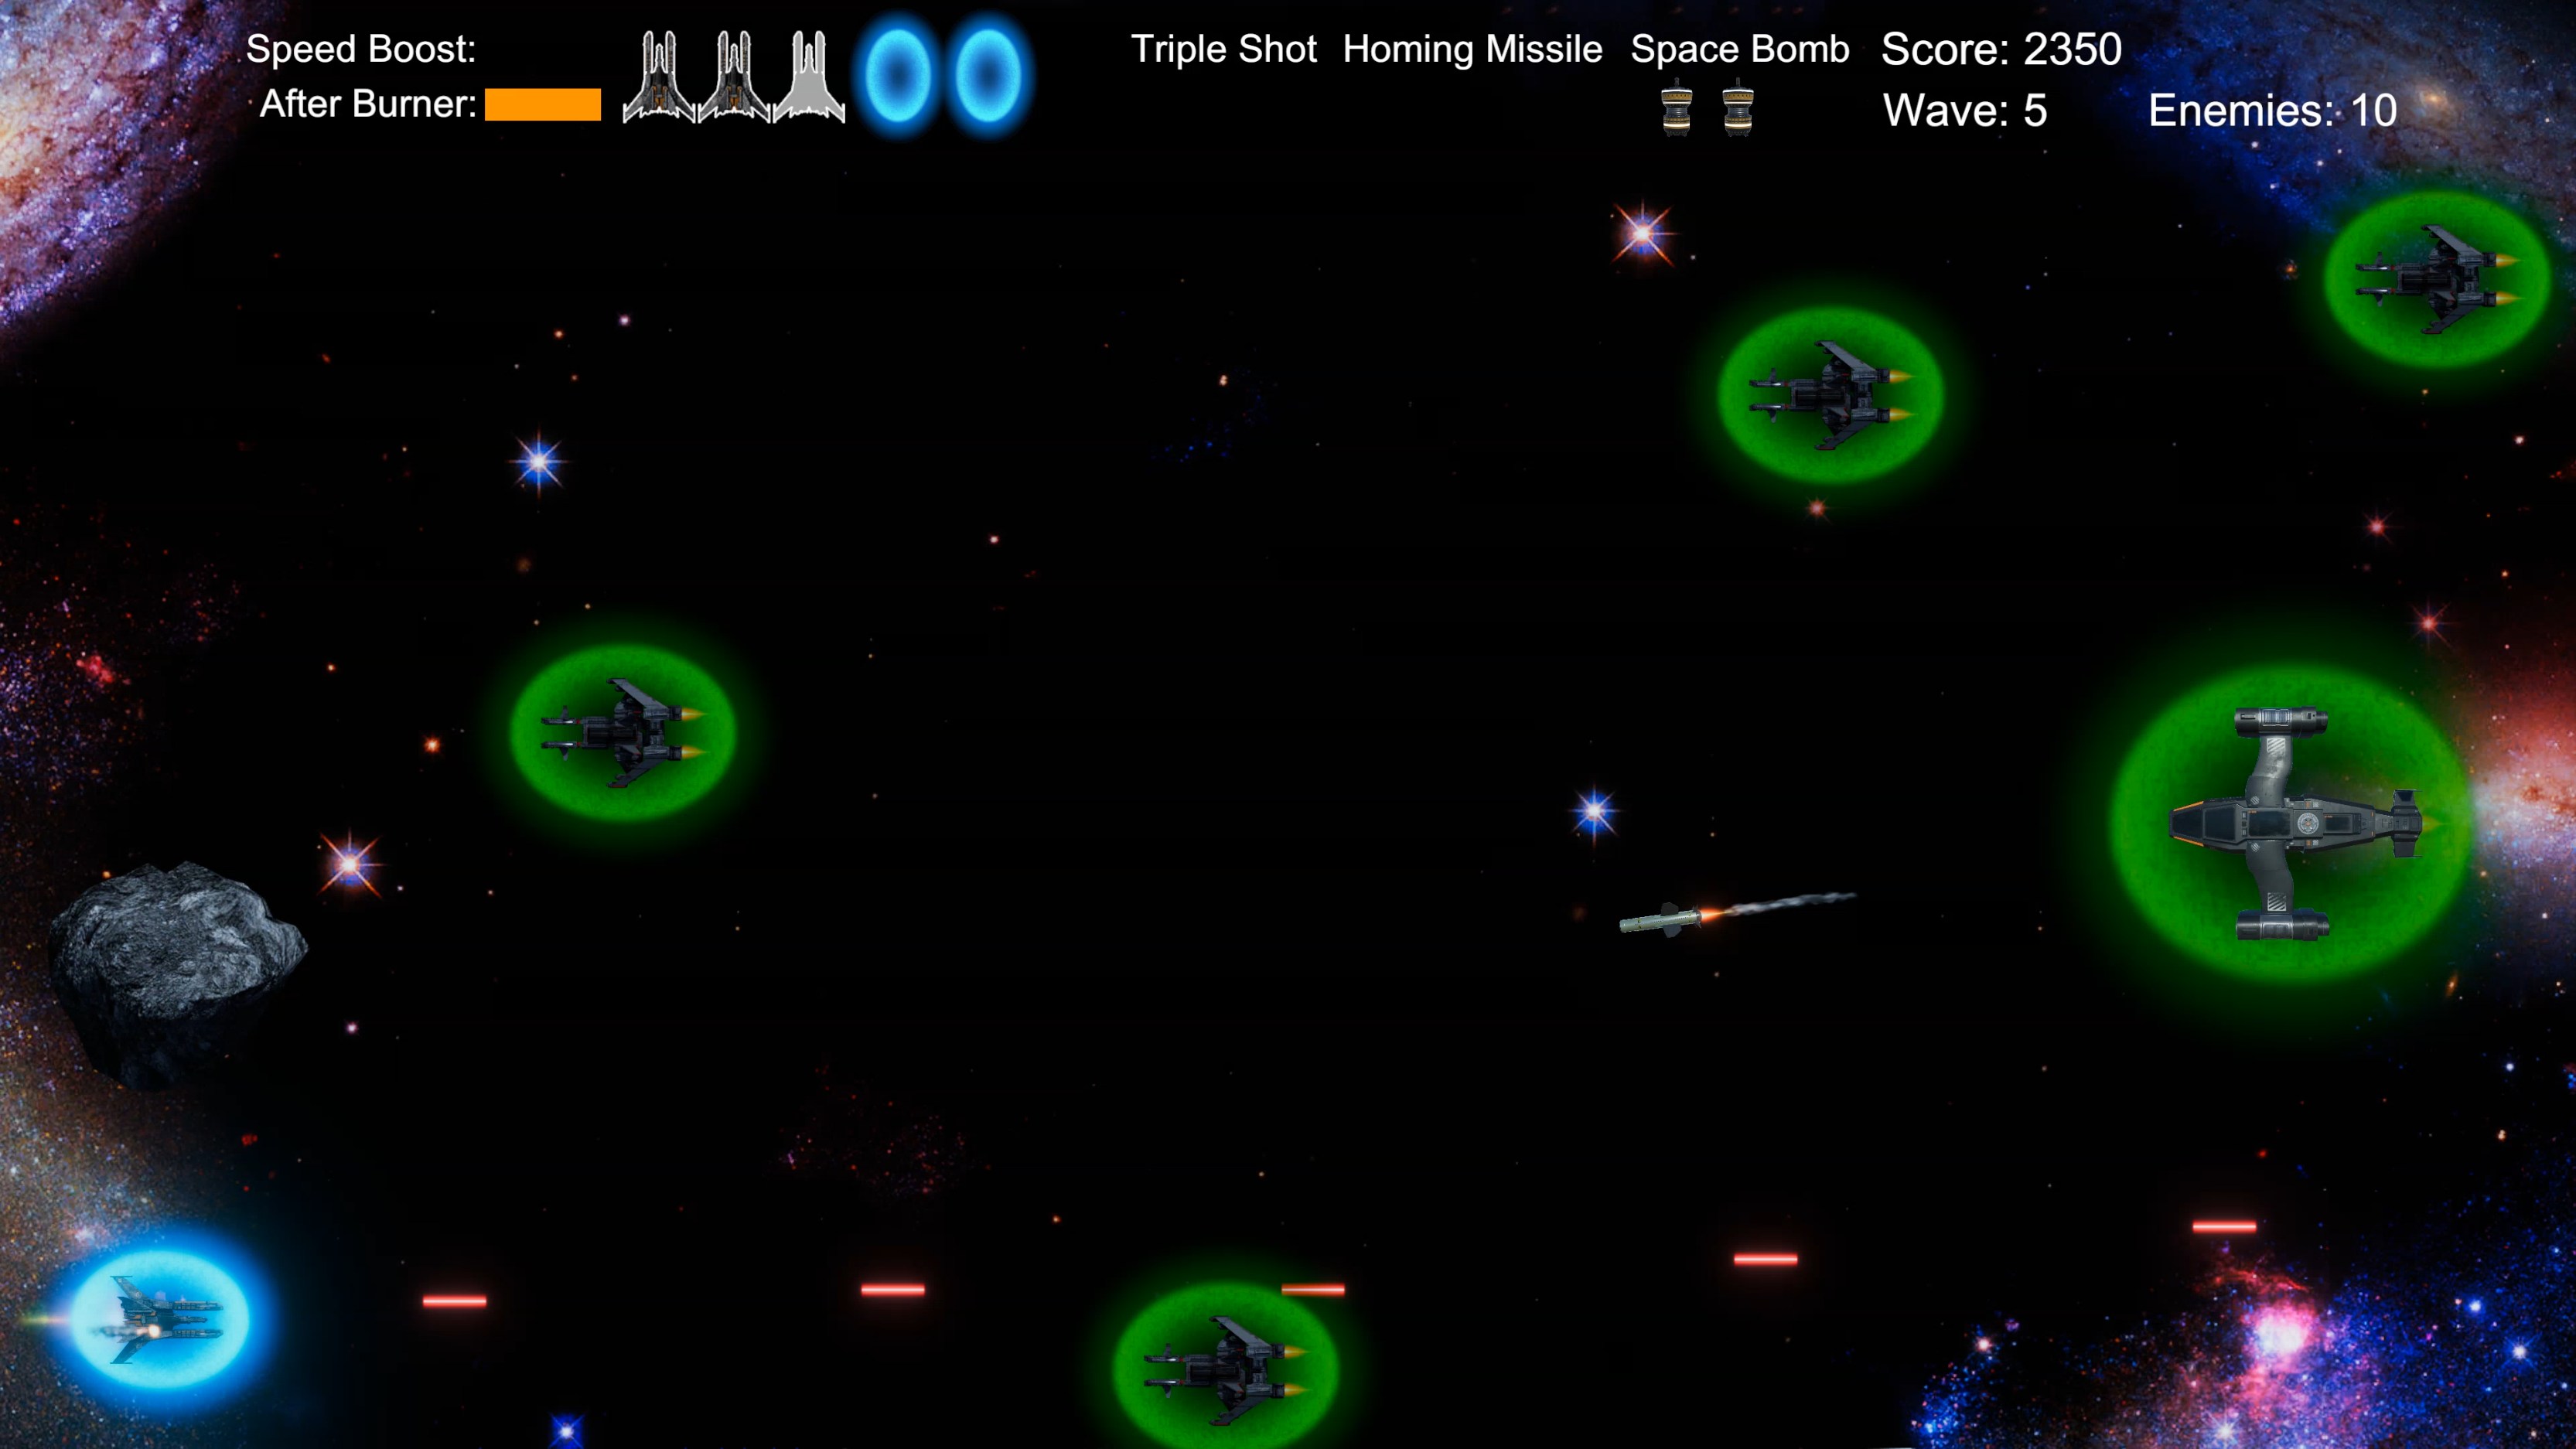 Speed Boost:
After Burner:
Triple Shot Homing Missile Space Bomb
Score: 2350
Wave: 5 Enemies: 10